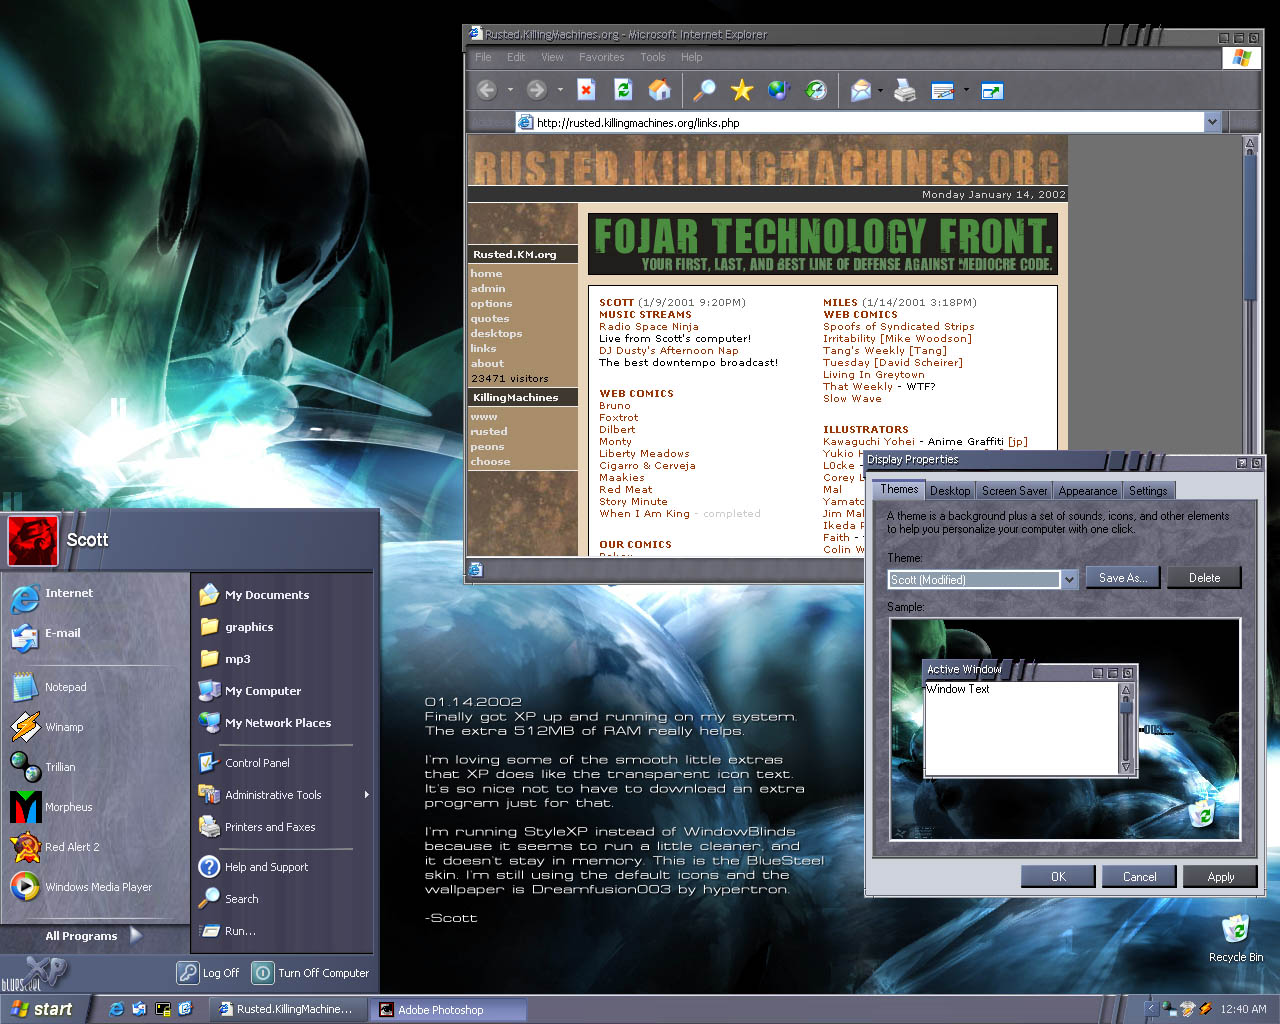 Rusted.KillingMachines.org - Microsoft Internet Explorer
File Edit View Favorites Tools Help
Address http://rusted.killingmachines.org/links.php
RUSTED.KILLINGMACHINES.ORG
Monday January 14, 2002
Rusted.KM.org
home
admin
options
quotes
desktops
links
about
23471 visitors
KillingMachines
www
rusted
peons
choose
FOJAR TECHNOLOGY FRONT.
YOUR FIRST, LAST, AND BEST LINE OF DEFENSE AGAINST MEDIOCRE CODE.
SCOTT (1/9/2001 9:20PM)
MUSIC STREAMS
Radio Space Ninja
Live from Scott's computer!
DJ Dusty's Afternoon Nap
The best downtempo broadcast!
WEB COMICS
Bruno
Foxtrot
Dilbert
Monty
Liberty Meadows
Cigarro & Cerveja
Maakies
Red Meat
Story Minute
When I Am King - completed
OUR COMICS
MILES (1/14/2001 3:18PM)
WEB COMICS
Spoofs of Syndicated Strips
Irritability [Mike Woodson]
Tang's Weekly [Tang]
Tuesday [David Scheirer]
Living In Greytown
That Weekly - WTF?
Slow Wave
ILLUSTRATORS
Kawaguchi Yohei - Anime Graffiti [jp]
Yukio
L0cke -
Corey
Mal
Jim
Ikeda
Faith -
Colin
Display Properties
Themes Desktop Screen Saver Appearance Settings
A theme is a background plus a set of sounds, icons, and other elements
to help you personalize your computer with one click.
Theme:
Scott (Modified)
Save As...
Delete
Sample:
Active Window
Window Text
OK Cancel Apply
Scott
Internet
E-mail
Notepad
Winamp
Trillian
Morpheus
Red Alert 2
Windows Media Player
All Programs
My Documents
graphics
mp3
My Computer
My Network Places
Control Panel
Administrative Tools
Printers and Faxes
Help and Support
Search
Run...
bluesteel XP
Log Off Turn Off Computer
01.14.2002
Finally got XP up and running on my system.
The extra 512MB of RAM really helps.
I'm loving some of the smooth little extras
that XP does like the transparent icon text.
It's so nice not to have to download an extra
program just for that.
I'm running StyleXP instead of WindowBlinds
because it seems to run a little cleaner, and
it doesn't stay in memory. This is the BlueSteel
skin. I'm still using the default icons and the
wallpaper is Dreamfusion003 by hypertron.
-Scott
Recycle Bin
start
Rusted.KillingMachine...
Adobe Photoshop
12:40 AM